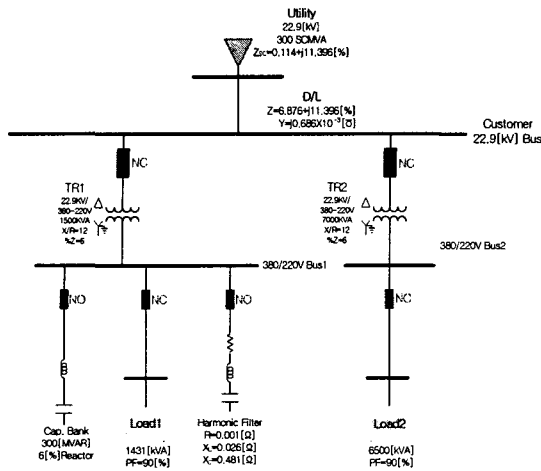 Utility
22.9[kV]
300 SCMVA
Zsc=0.114+j11.396[%]
D/L
Z=6.876+j11.396[%]
Y=j0.686X10⁻³[℧]
Customer
22.9[kV] Bus
NC
NC
TR1
22.9KV/
380-220V
1500KVA
X/R=12
%Z=6
TR2
22.9KV/
380-220V
7000KVA
X/R=12
%Z=6
380/220V Bus1
380/220V Bus2
NO
NC
NO
NC
Cap. Bank
300[MVAR]
6[%]Reactor
Load1
1431[kVA]
PF=90[%]
Harmonic Filter
R=0.001[Ω]
XL=0.026[Ω]
XC=0.481[Ω]
Load2
6500[kVA]
PF=90[%]